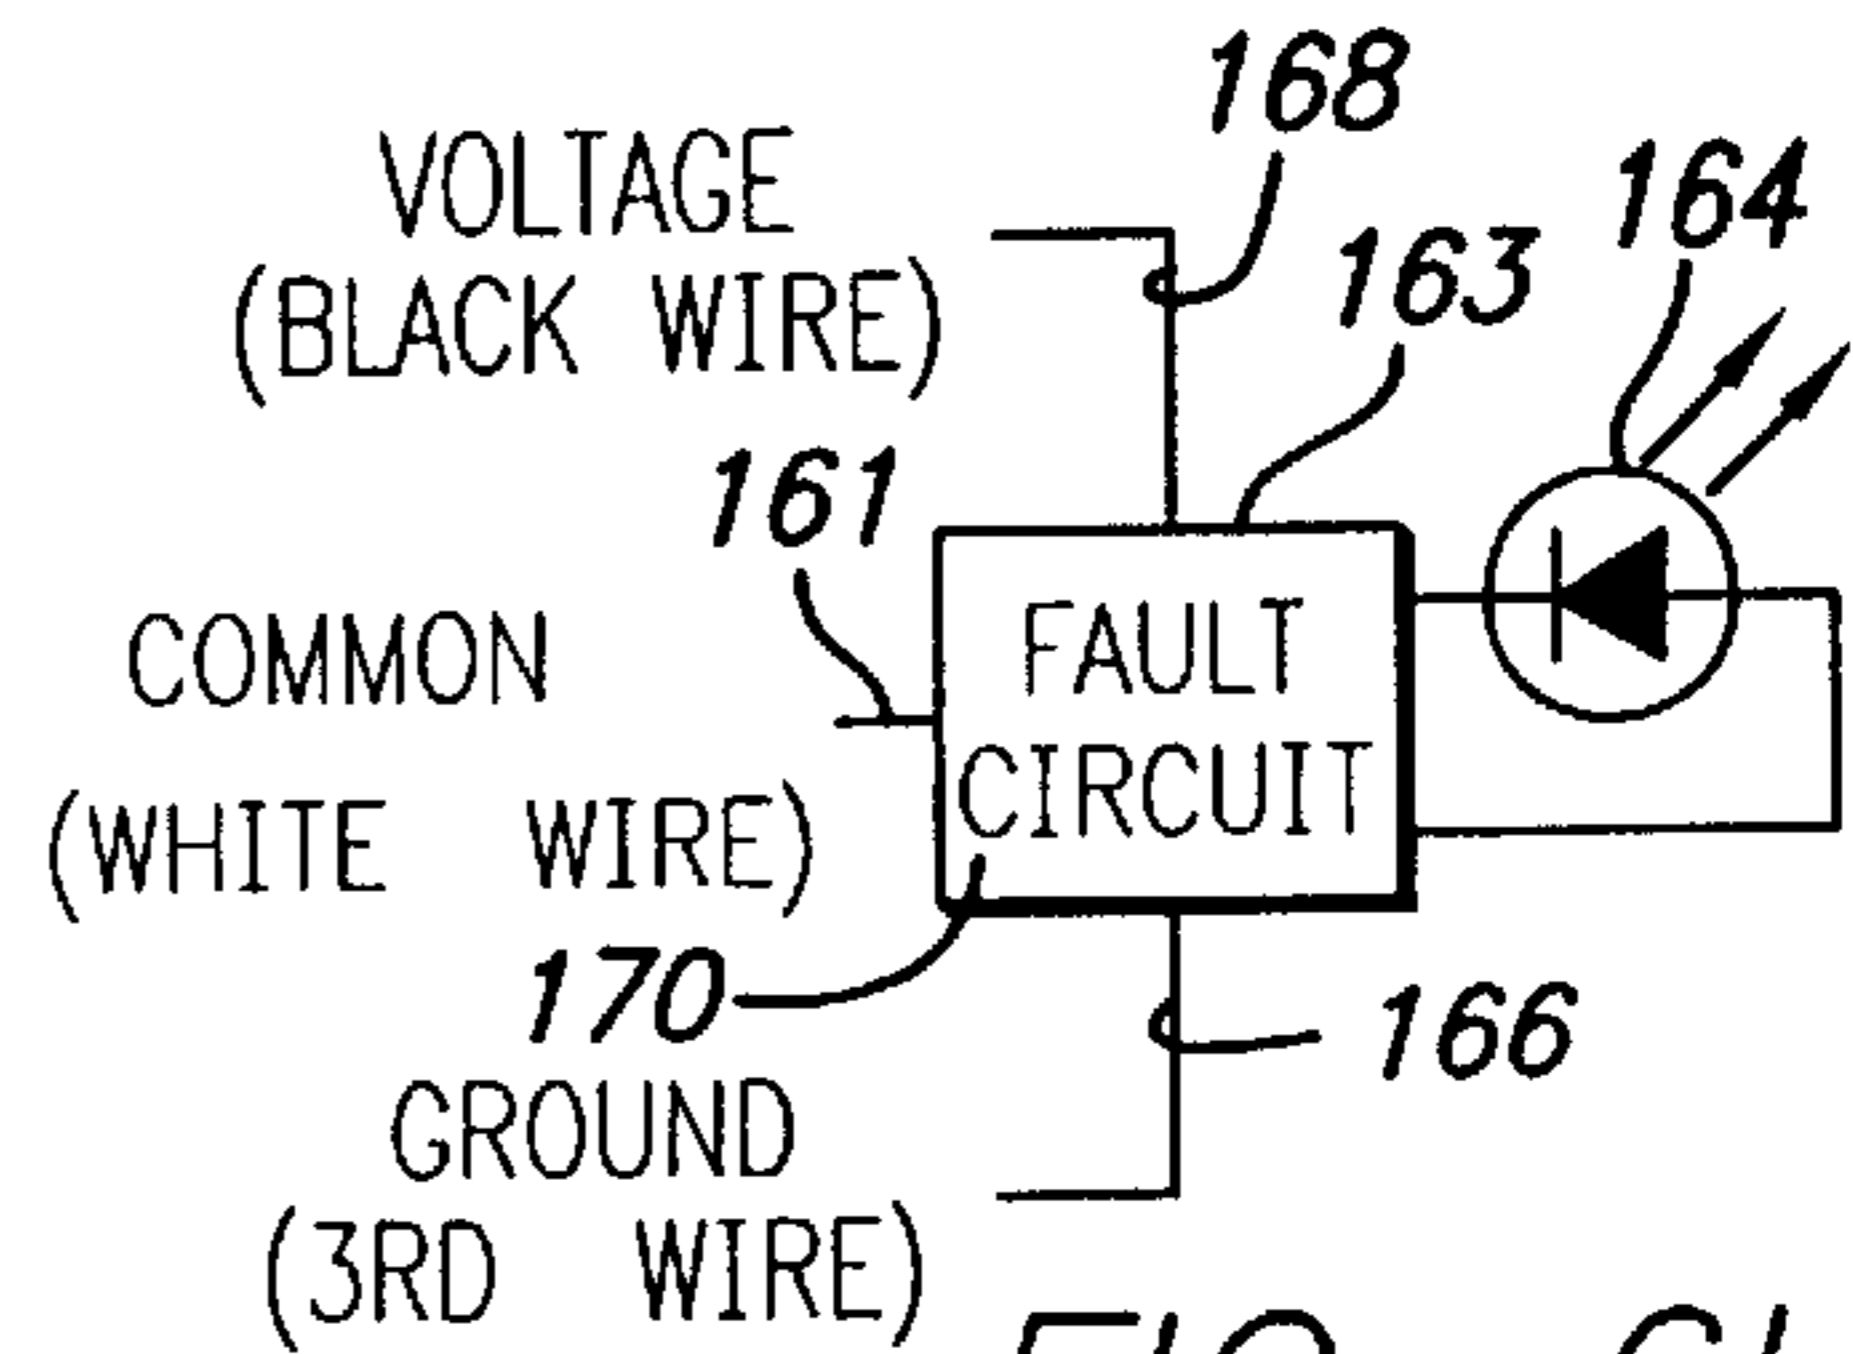 168
VOLTAGE
(BLACK WIRE)
164
163
161
COMMON
(WHITE WIRE)
FAULT
CIRCUIT
170
166
GROUND
(3RD WIRE)